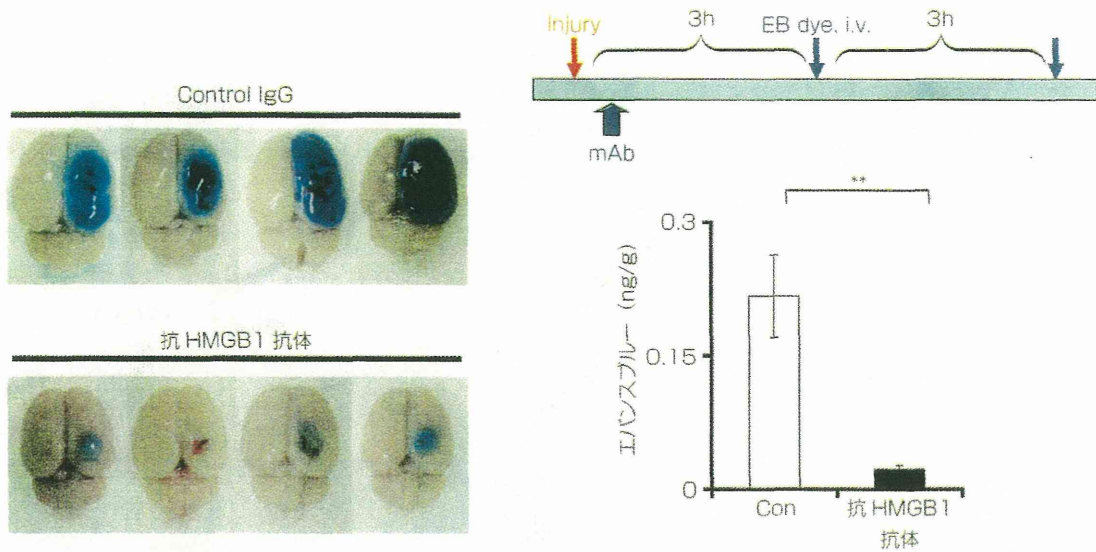 Control IgG
抗 HMGB1 抗体
Injury
3h
EB dye, i.v.
3h
mAb
**
エバンスブルー (ng/g)
0.3
0.15
0
Con
抗 HMGB1
抗体